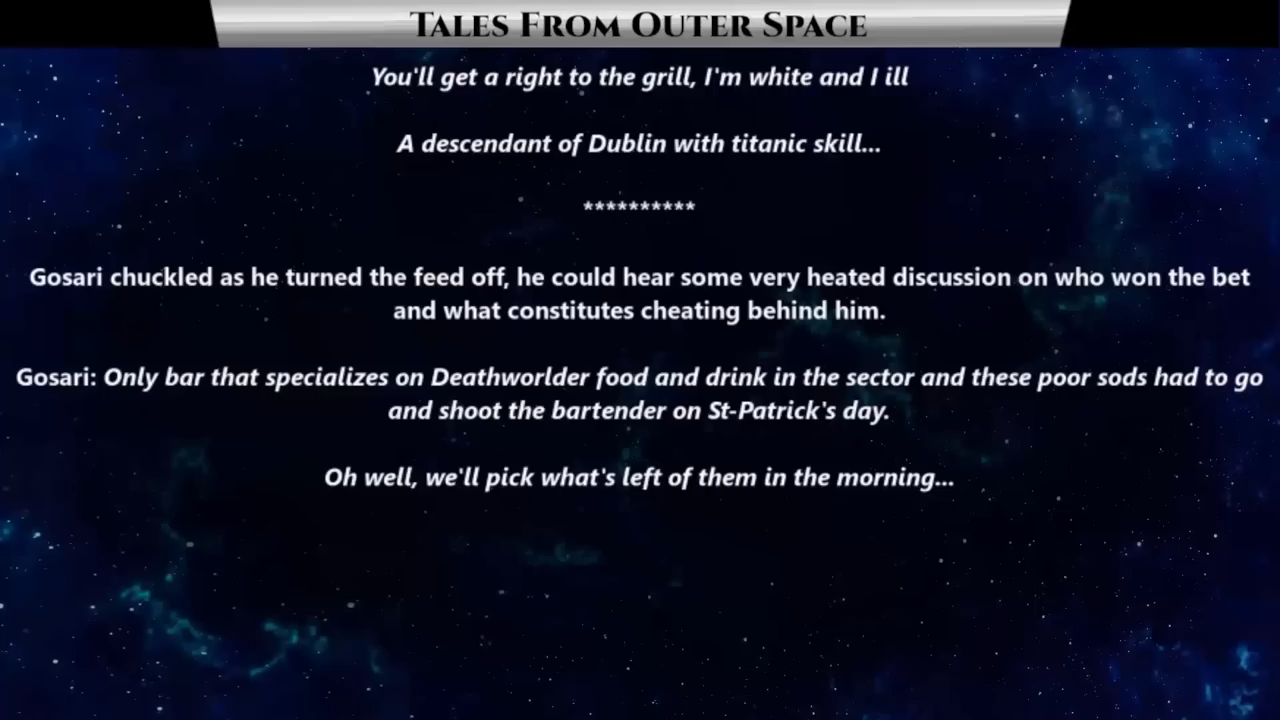 Tales From Outer Space
You'll get a right to the grill, I'm white and I ill
A descendant of Dublin with titanic skill...
**********
Gosari chuckled as he turned the feed off, he could hear some very heated discussion on who won the bet
and what constitutes cheating behind him.
Gosari: Only bar that specializes on Deathworlder food and drink in the sector and these poor sods had to go
and shoot the bartender on St-Patrick's day.
Oh well, we'll pick what's left of them in the morning...